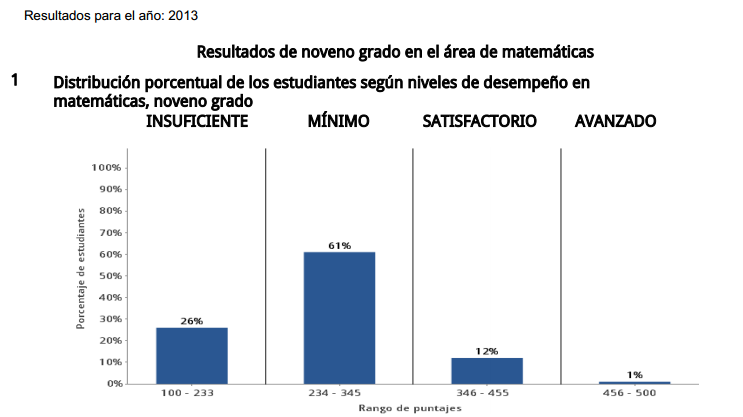 Resultados para el año: 2013
Resultados de noveno grado en el área de matemáticas
1 Distribución porcentual de los estudiantes según niveles de desempeño en
matemáticas, noveno grado
INSUFICIENTE MÍNIMO SATISFACTORIO AVANZADO
100%
90%
80%
70%
60%
50%
40%
30%
20%
10%
0%
Porcentaje de estudiantes
26%
61%
12%
1%
100 - 233 234 - 345 346 - 455 456 - 500
Rango de puntajes